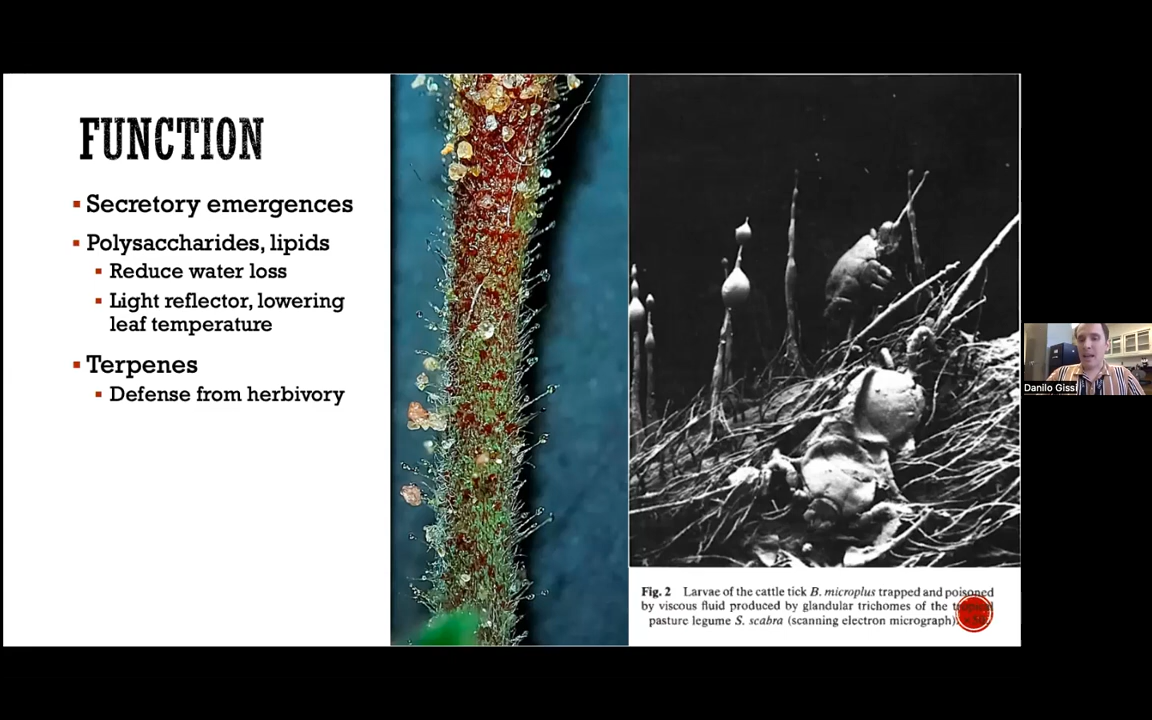 FUNCTION
Secretory emergences
Polysaccharides, lipids
Reduce water loss
Light reflector, lowering
leaf temperature
Terpenes
Defense from herbivory
Fig. 2 Larvae of the cattle tick B. microplus trapped and poisoned
by viscous fluid produced by glandular trichomes of the tropical
pasture legume S. scabra (scanning electron micrograph).
Danilo Gissi